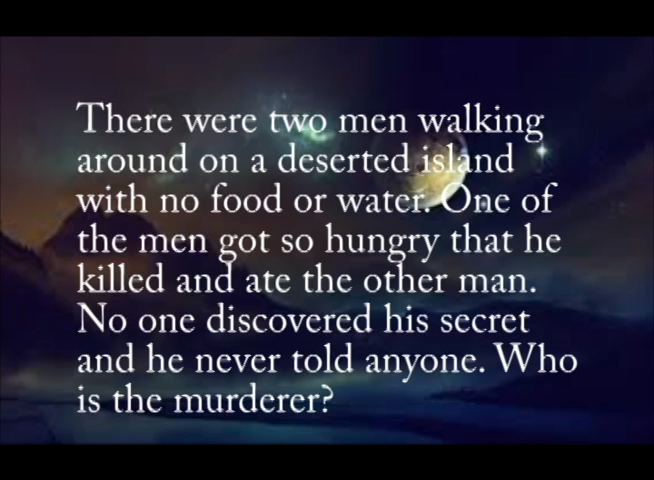 There were two men walking
around on a deserted island
with no food or water. One of
the men got so hungry that he
killed and ate the other man.
No one discovered his secret
and he never told anyone. Who
is the murderer?